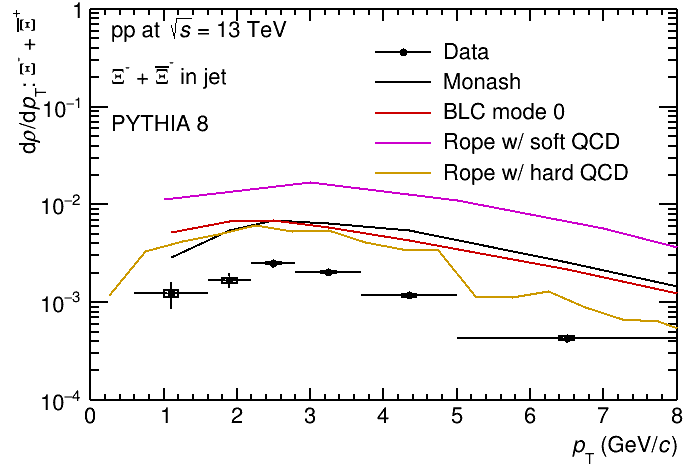 pp at √s = 13 TeV
Ξ⁻ + Ξ̅⁻ in jet
PYTHIA 8
Data
Monash
BLC mode 0
Rope w/ soft QCD
Rope w/ hard QCD
dρ/dp_T: Ξ⁻ + Ξ̅⁺
1
10⁻¹
10⁻²
10⁻³
10⁻⁴
0 1 2 3 4 5 6 7 8
p_T (GeV/c)